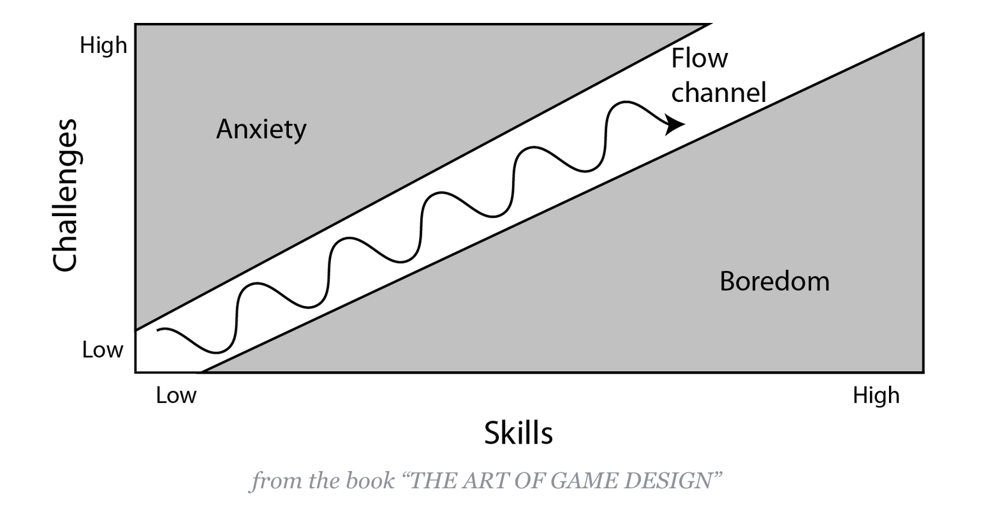 High
Flow
channel
Anxiety
Challenges
Boredom
Low
Low
High
Skills
from the book “THE ART OF GAME DESIGN”